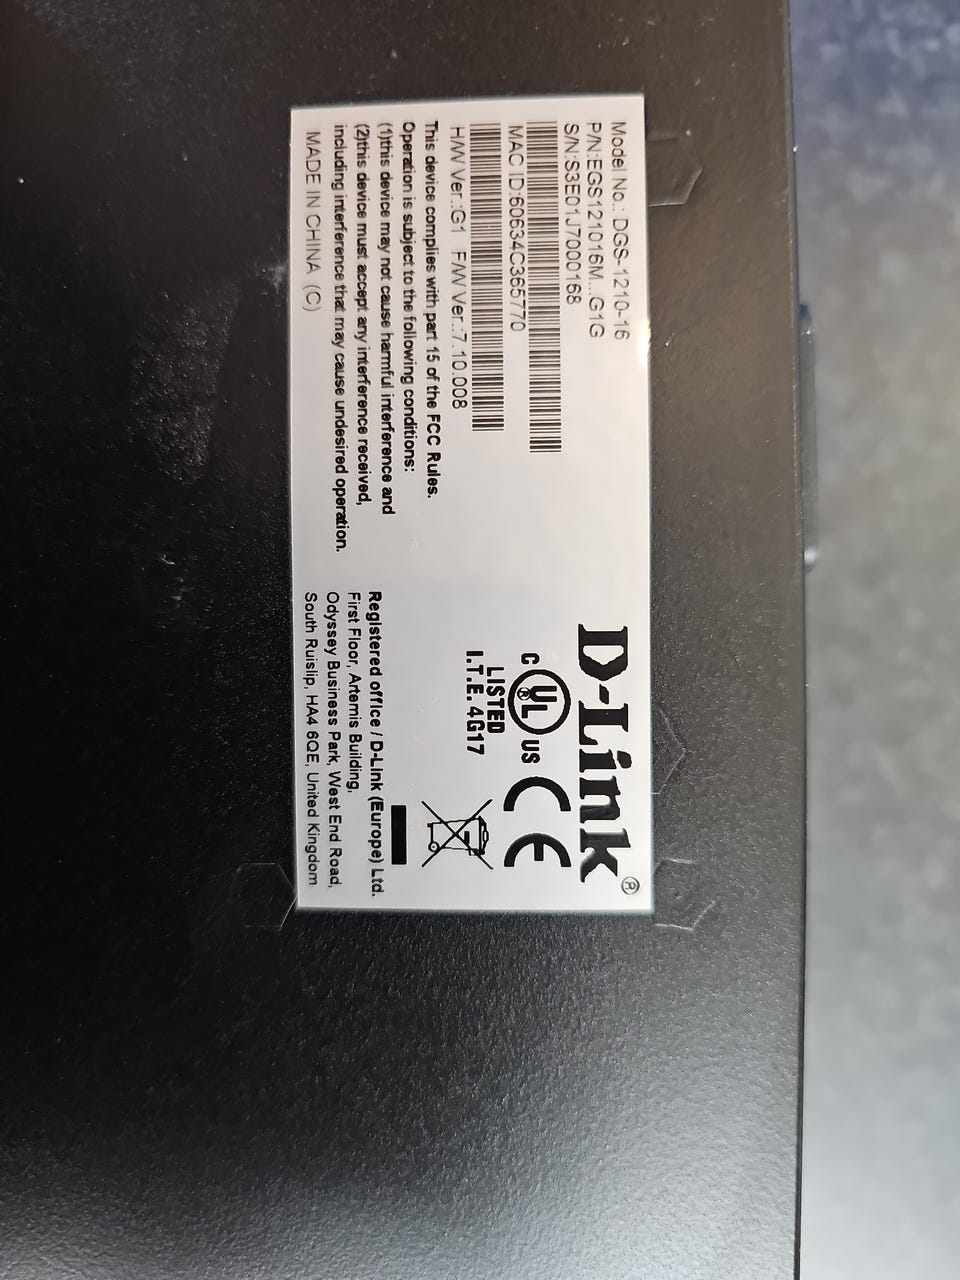 Model No.: DGS-1210-16
P/N:EGS121016M...G1G
S/N:S3E01J7000168
MAC ID:60634C365770
H/W Ver.:G1 F/W Ver.:7.10.008
This device complies with part 15 of the FCC Rules.
Operation is subject to the following conditions:
(1)this device may not cause harmful interference and
(2)this device must accept any interference received,
including interference that may cause undesired operation.
MADE IN CHINA (C)
D-Link®
C UL® US CE
LISTED
I.T.E. 4G17
Registered office / D-Link (Europe) Ltd.
First Floor, Artemis Building,
Odyssey Business Park, West End Road,
South Ruislip, HA4 6QE, United Kingdom